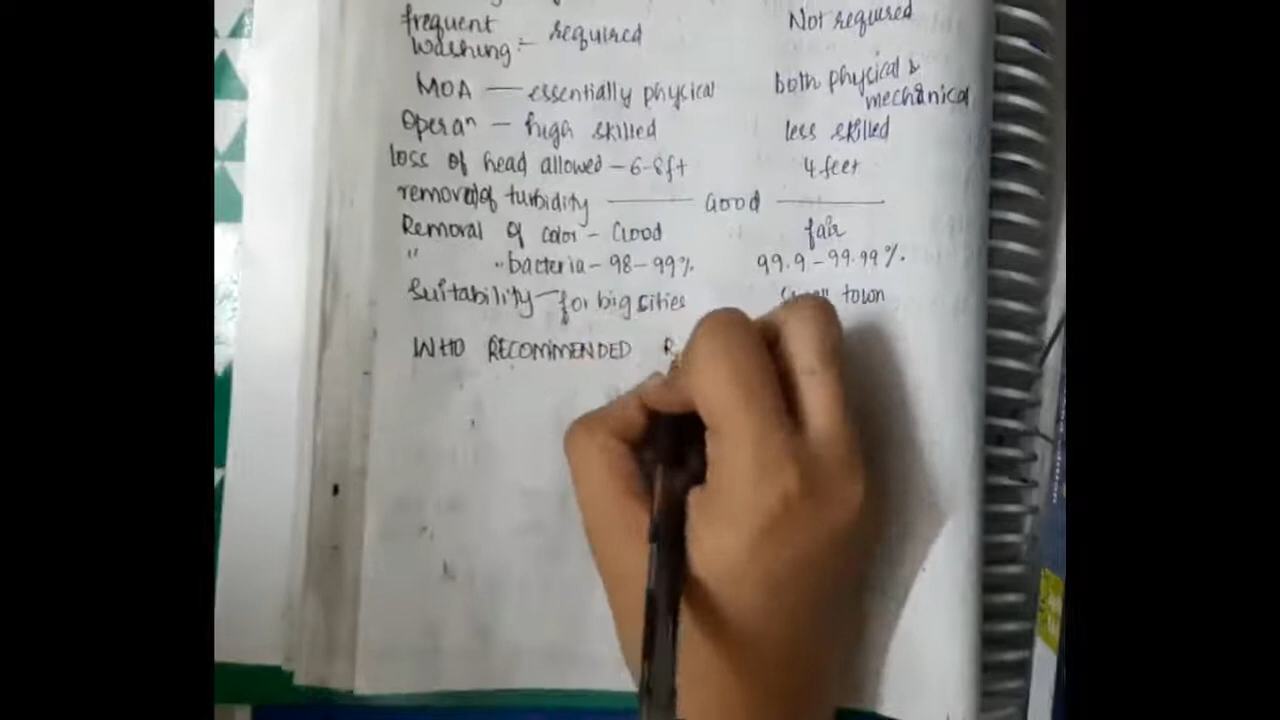 frequent washing :- required Not required
MOA — essentially physical both physical & mechanical
Operaⁿ — high skilled less skilled
loss of head allowed - 6-8ft 4 feet
removal of turbidity —— Good ——
Removal of color - Good fair
" " bacteria - 98-99% 99.9-99.99%.
Suitability - for big cities town
WHO RECOMMENDED